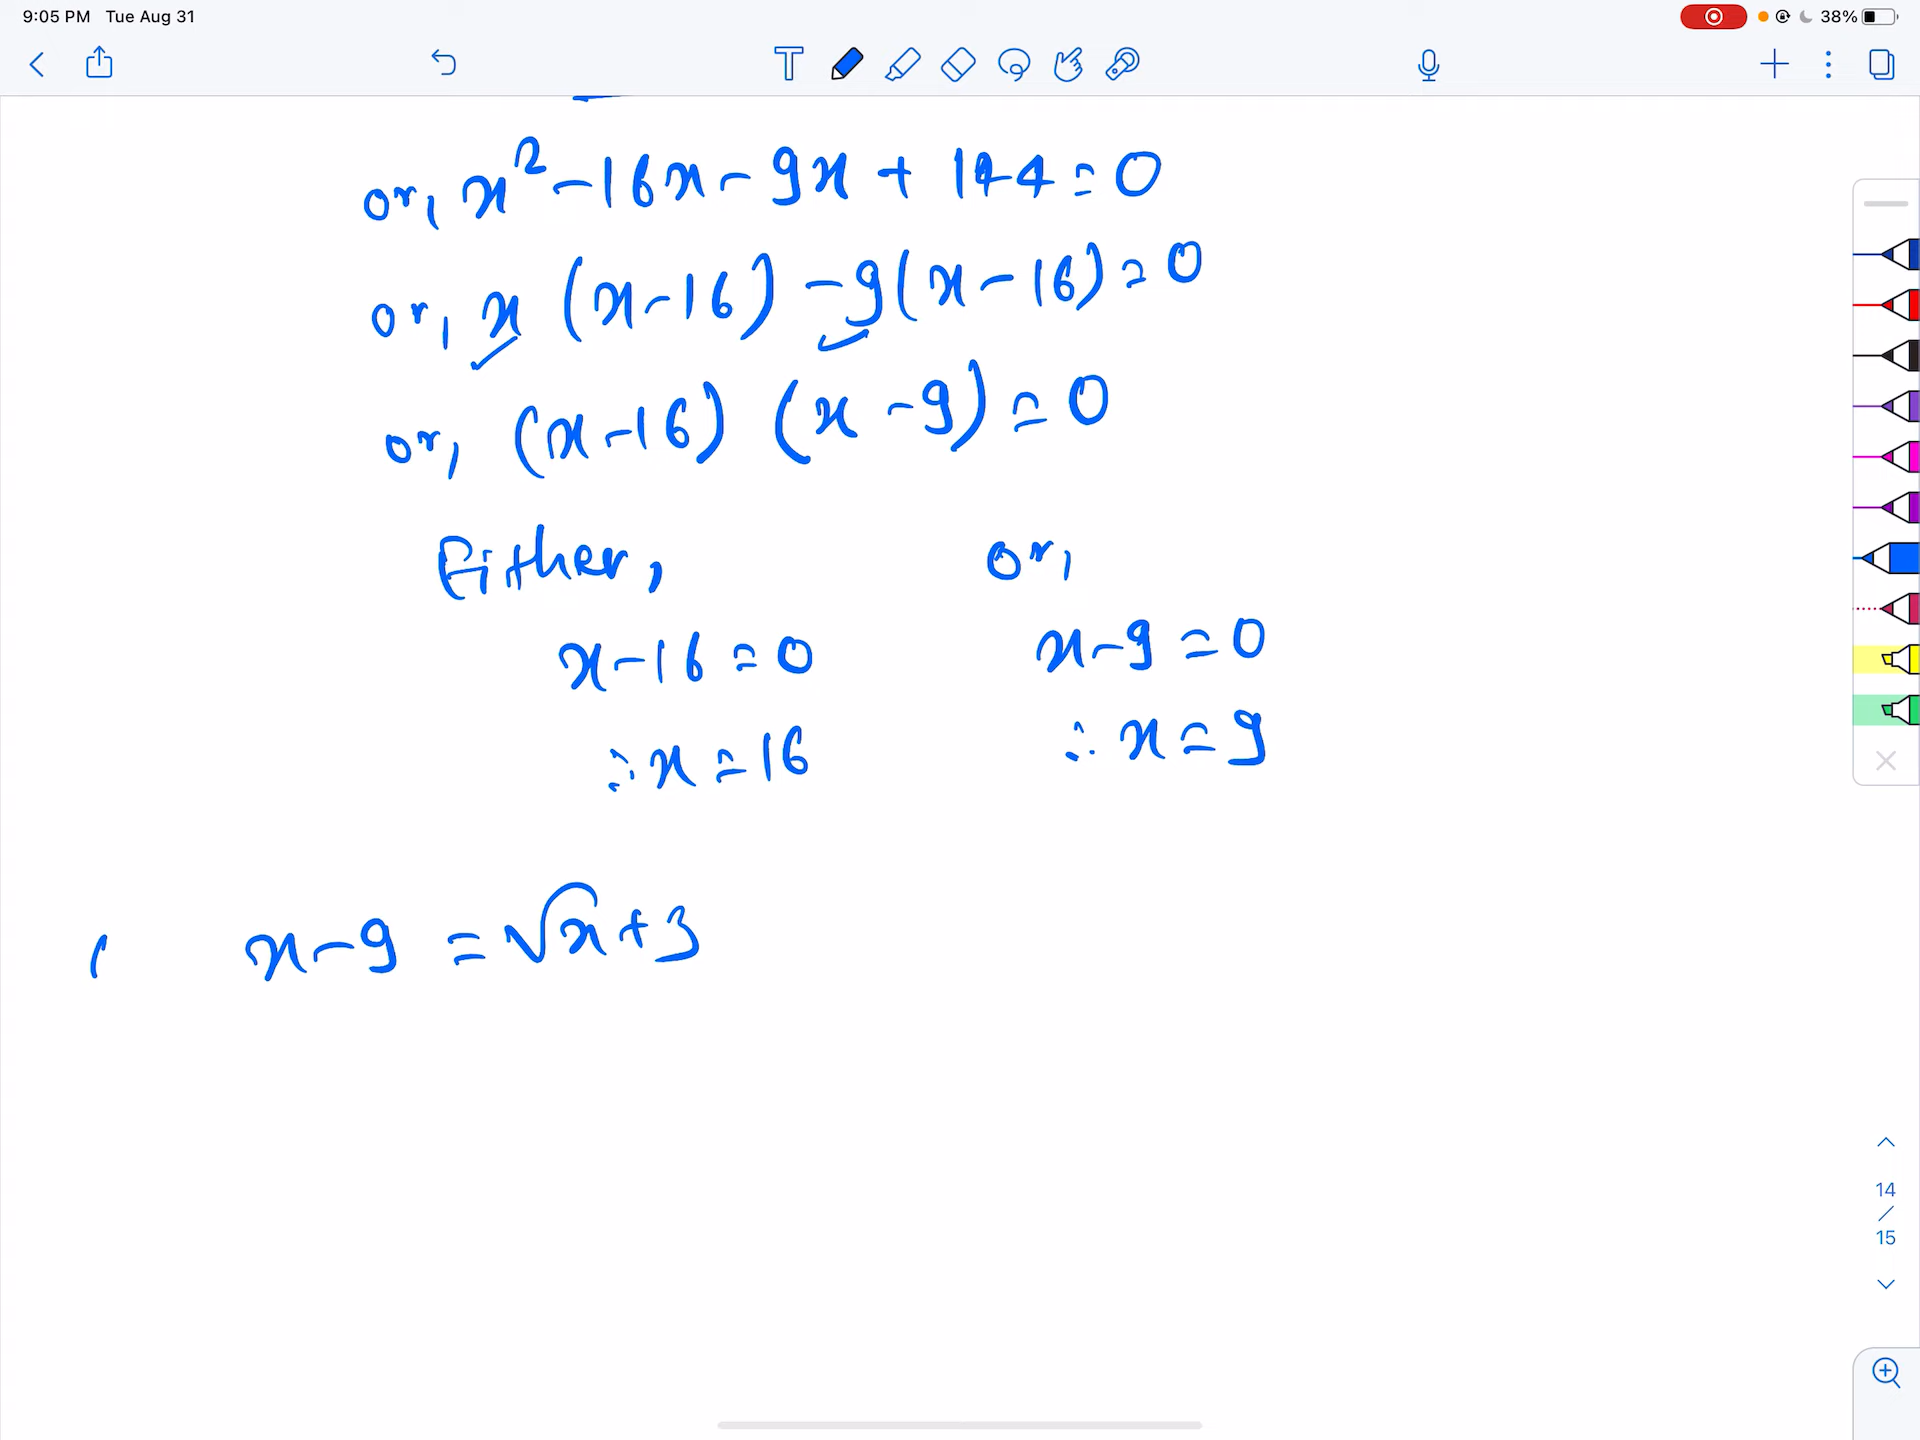 9:05 PM Tue Aug 31 38%
or, x² - 16x - 9x + 144 = 0
or, x (x - 16) - 9(x - 16) = 0
or, (x - 16) (x - 9) = 0
Either, or,
x - 16 = 0 x - 9 = 0
∴ x = 16 ∴ x = 9
( x - 9 = √x + 3
14
/
15